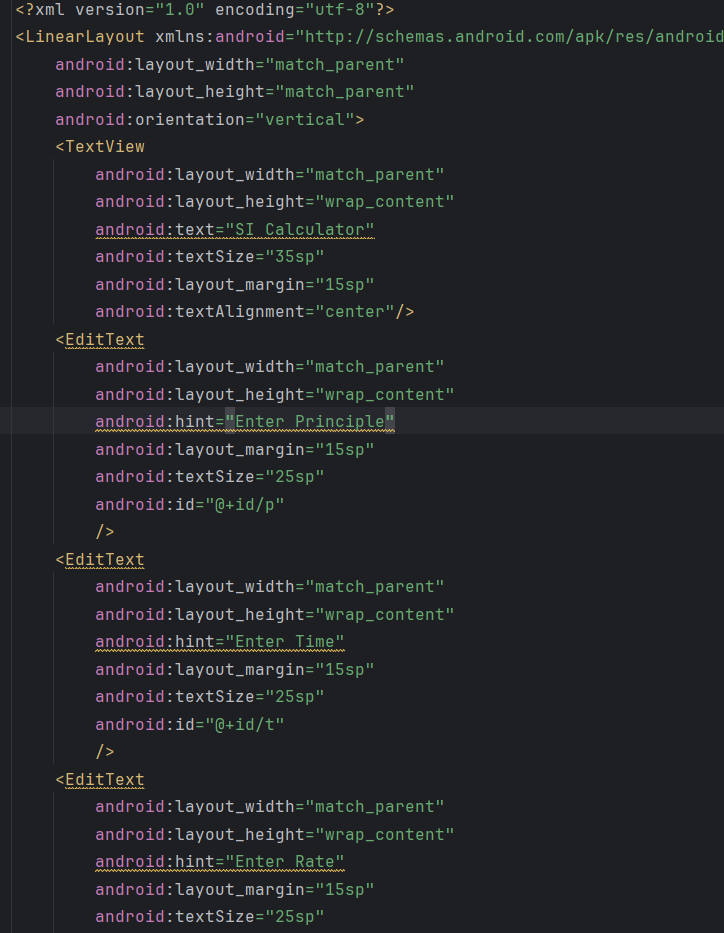 <?xml version="1.0" encoding="utf-8"?>
<LinearLayout xmlns:android="http://schemas.android.com/apk/res/android
android:layout_width="match_parent"
android:layout_height="match_parent"
android:orientation="vertical">
<TextView
android:layout_width="match_parent"
android:layout_height="wrap_content"
android:text="SI Calculator"
android:textSize="35sp"
android:layout_margin="15sp"
android:textAlignment="center"/>
<EditText
android:layout_width="match_parent"
android:layout_height="wrap_content"
android:hint="Enter Principle"
android:layout_margin="15sp"
android:textSize="25sp"
android:id="@+id/p"
/>
<EditText
android:layout_width="match_parent"
android:layout_height="wrap_content"
android:hint="Enter Time"
android:layout_margin="15sp"
android:textSize="25sp"
android:id="@+id/t"
/>
<EditText
android:layout_width="match_parent"
android:layout_height="wrap_content"
android:hint="Enter Rate"
android:layout_margin="15sp"
android:textSize="25sp"